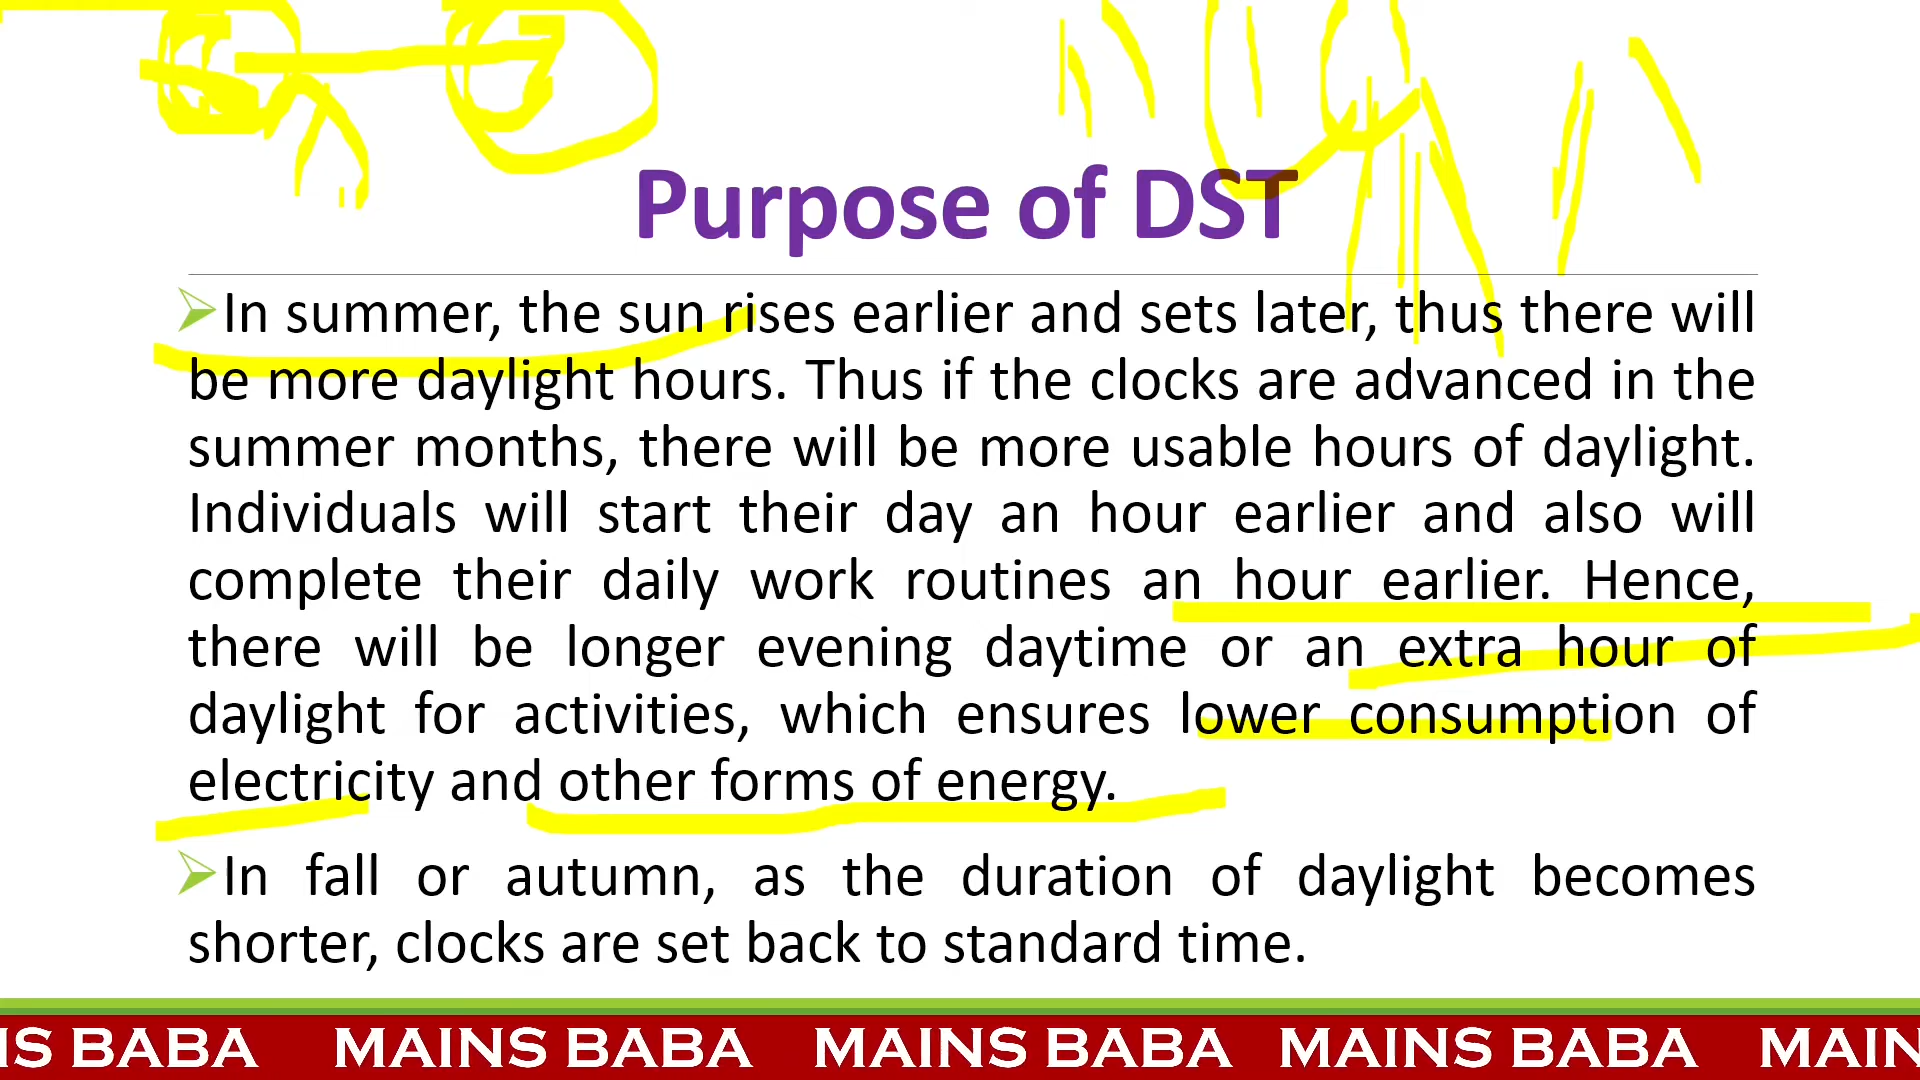 Purpose of DST
➢In summer, the sun rises earlier and sets later, thus there will
be more daylight hours. Thus if the clocks are advanced in the
summer months, there will be more usable hours of daylight.
Individuals will start their day an hour earlier and also will
complete their daily work routines an hour earlier. Hence,
there will be longer evening daytime or an extra hour of
daylight for activities, which ensures lower consumption of
electricity and other forms of energy.
➢In fall or autumn, as the duration of daylight becomes
shorter, clocks are set back to standard time.
NS BABA MAINS BABA MAINS BABA MAINS BABA MAIN